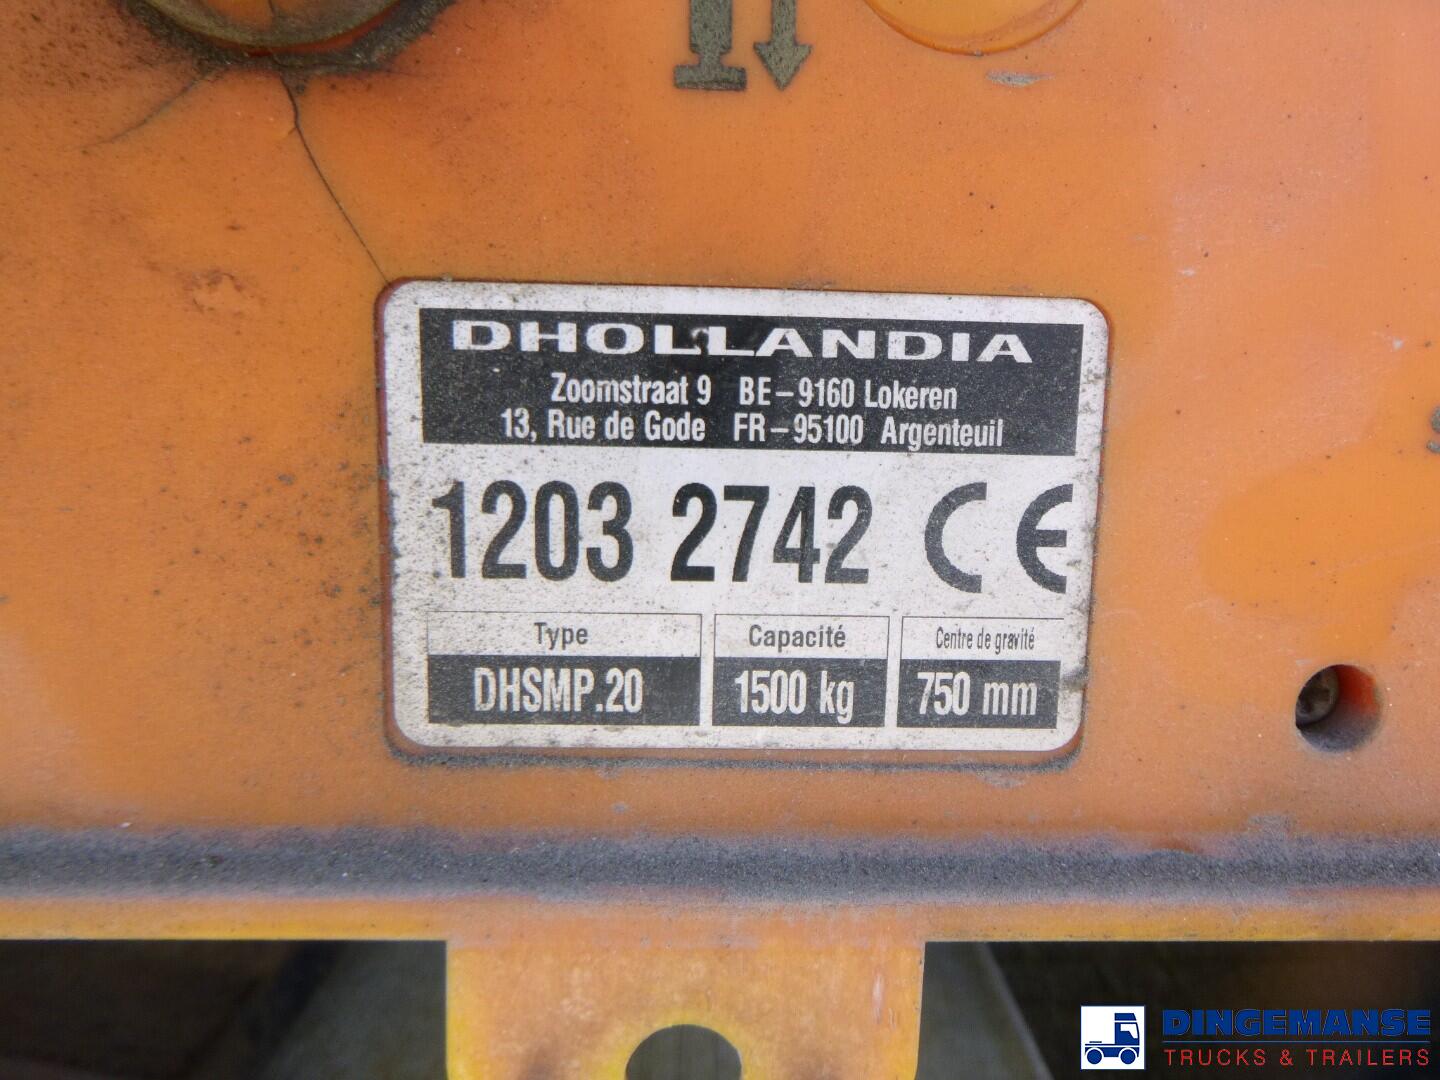 DHOLLANDIA
Zoomstraat 9 BE-9160 Lokeren
13, Rue de Gode FR-95100 Argenteuil
1203 2742 CE
Type Capacité Centre de gravité
DHSMP.20 1500 kg 750 mm
DINGEMANSE
TRUCKS & TRAILERS